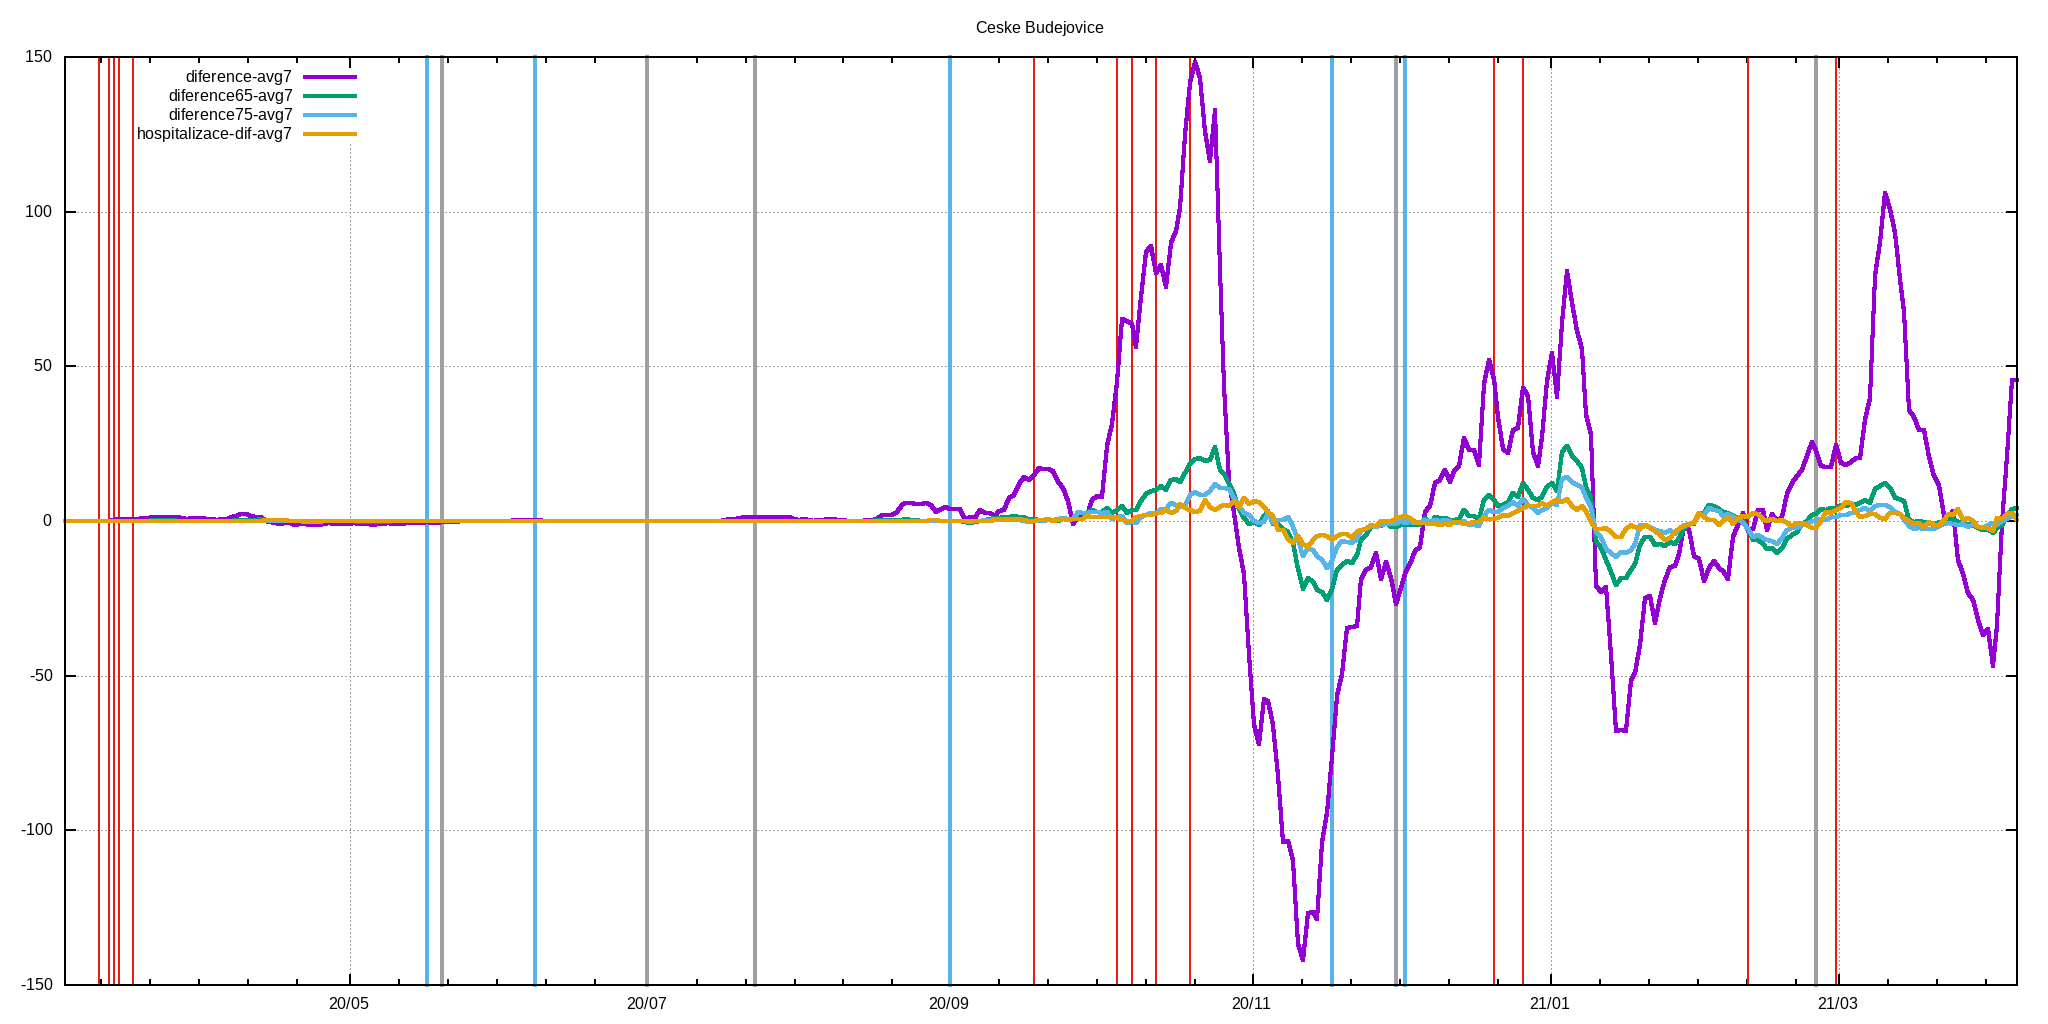 Ceske Budejovice
150
100
50
0
-50
-100
-150
diference-avg7
diference65-avg7
diference75-avg7
hospitalizace-dif-avg7
20/05 20/07 20/09 20/11 21/01 21/03